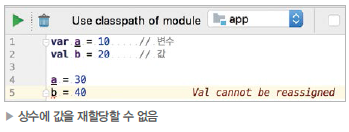 Use classpath of module app
1 var a = 10 // 변수
2 val b = 20 // 값
3
4 a = 30
5 b = 40 Val cannot be reassigned
▶ 상수에 값을 재할당할 수 없음